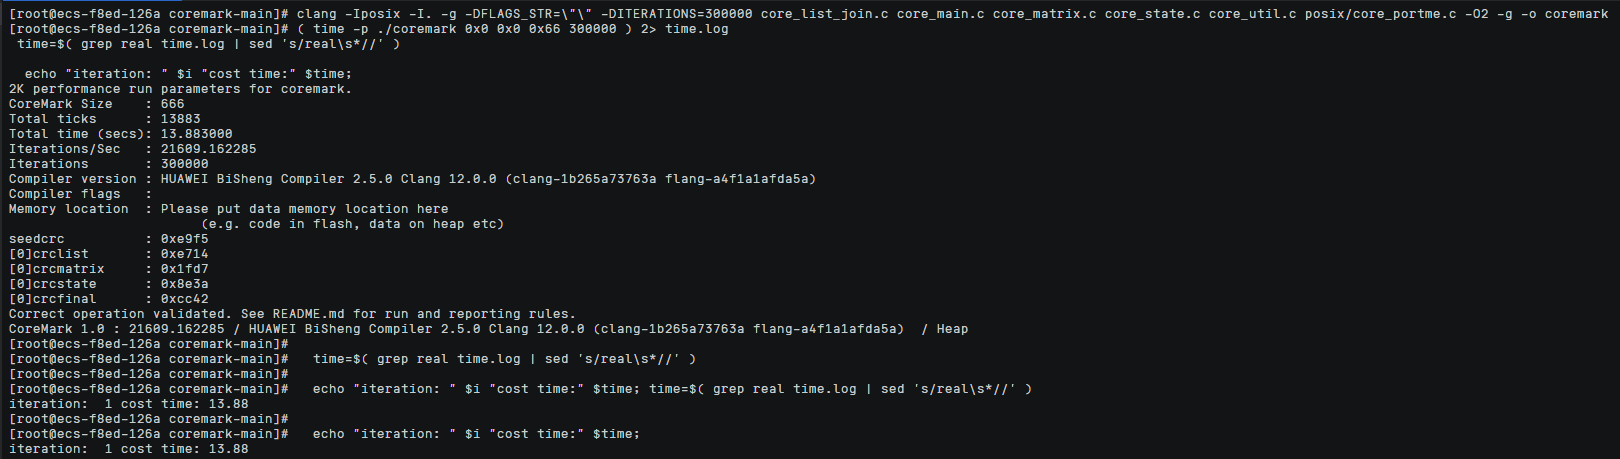 [root@ecs-f8ed-126a coremark-main]# clang -Iposix -I. -g -DFLAGS_STR=\"\" -DITERATIONS=300000 core_list_join.c core_main.c core_matrix.c core_state.c core_util.c posix/core_portme.c -O2 -g -o coremark
[root@ecs-f8ed-126a coremark-main]# ( time -p ./coremark 0x0 0x0 0x66 300000 ) 2> time.log
time=$( grep real time.log | sed 's/real\s*//' )
echo "iteration: " $i "cost time:" $time;
2K performance run parameters for coremark.
CoreMark Size    : 666
Total ticks      : 13883
Total time (secs): 13.883000
Iterations/Sec   : 21609.162285
Iterations       : 300000
Compiler version : HUAWEI BiSheng Compiler 2.5.0 Clang 12.0.0 (clang-1b265a73763a flang-a4f1a1afda5a)
Compiler flags   :
Memory location  : Please put data memory location here
(e.g. code in flash, data on heap etc)
seedcrc          : 0xe9f5
[0]crclist       : 0xe714
[0]crcmatrix     : 0x1fd7
[0]crcstate      : 0x8e3a
[0]crcfinal      : 0xcc42
Correct operation validated. See README.md for run and reporting rules.
CoreMark 1.0 : 21609.162285 / HUAWEI BiSheng Compiler 2.5.0 Clang 12.0.0 (clang-1b265a73763a flang-a4f1a1afda5a)  / Heap
[root@ecs-f8ed-126a coremark-main]#
[root@ecs-f8ed-126a coremark-main]#   time=$( grep real time.log | sed 's/real\s*//' )
[root@ecs-f8ed-126a coremark-main]#
[root@ecs-f8ed-126a coremark-main]#   echo "iteration: " $i "cost time:" $time; time=$( grep real time.log | sed 's/real\s*//' )
iteration:  1 cost time: 13.88
[root@ecs-f8ed-126a coremark-main]#
[root@ecs-f8ed-126a coremark-main]#   echo "iteration: " $i "cost time:" $time;
iteration:  1 cost time: 13.88